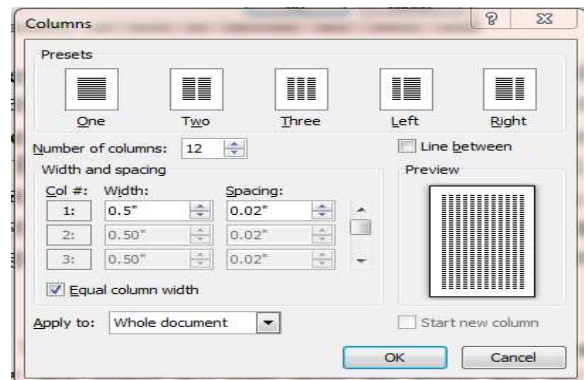 Columns
Presets
One Two Three Left Right
Number of columns: 12 Line between
Width and spacing Preview
Col #: Width: Spacing:
1: 0.5" 0.02"
2: 0.50" 0.02"
3: 0.50" 0.02"
Equal column width
Apply to: Whole document Start new column
OK Cancel